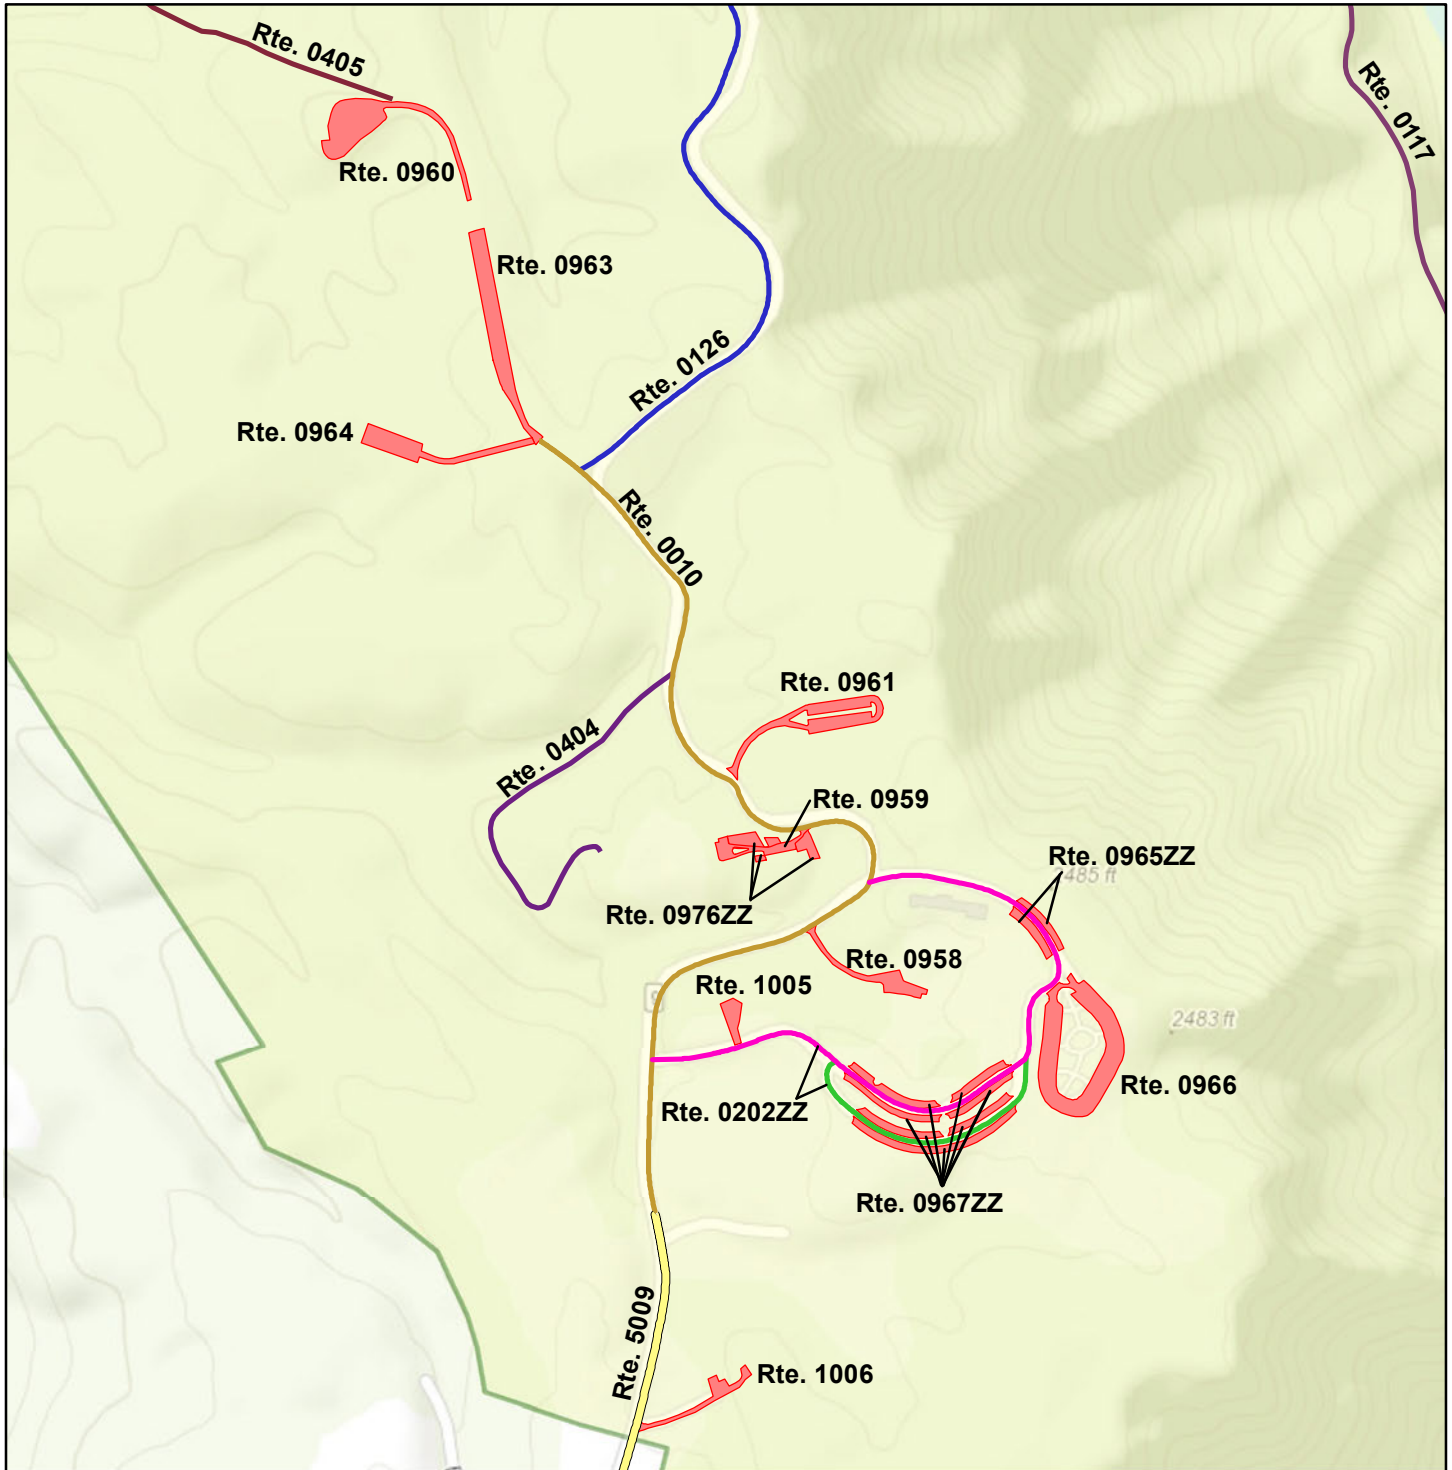 Rte. 0405
Rte. 0117
Rte. 0960
Rte. 0963
Rte. 0126
Rte. 0964
Rte. 0010
Rte. 0961
Rte. 0404
Rte. 0959
Rte. 0965ZZ
2485 ft
Rte. 0976ZZ
Rte. 0958
Rte. 1005
9
2483 ft
Rte. 0966
Rte. 0202ZZ
Rte. 0967ZZ
Rte. 5009
Rte. 1006